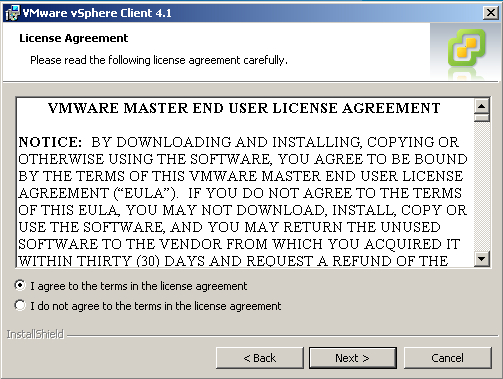 VMware vSphere Client 4.1
License Agreement
Please read the following license agreement carefully.
VMWARE MASTER END USER LICENSE AGREEMENT
NOTICE: BY DOWNLOADING AND INSTALLING, COPYING OR
OTHERWISE USING THE SOFTWARE, YOU AGREE TO BE BOUND
BY THE TERMS OF THIS VMWARE MASTER END USER LICENSE
AGREEMENT (“EULA”). IF YOU DO NOT AGREE TO THE TERMS
OF THIS EULA, YOU MAY NOT DOWNLOAD, INSTALL, COPY OR
USE THE SOFTWARE, AND YOU MAY RETURN THE UNUSED
SOFTWARE TO THE VENDOR FROM WHICH YOU ACQUIRED IT
WITHIN THIRTY (30) DAYS AND REQUEST A REFUND OF THE
I agree to the terms in the license agreement
I do not agree to the terms in the license agreement
InstallShield
< Back Next > Cancel